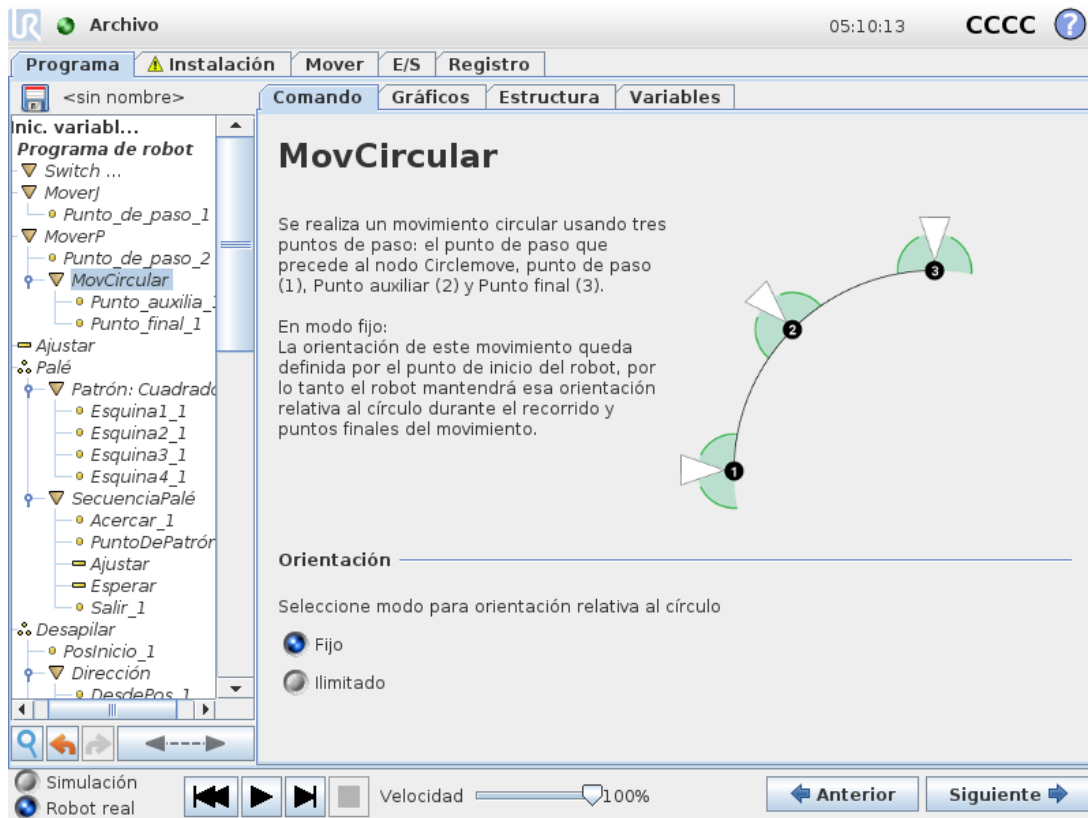 UR Archivo 05:10:13 CCCC ?
Programa Instalación Mover E/S Registro
<sin nombre>
Comando Gráficos Estructura Variables
Inic. variabl...
Programa de robot
Switch ...
MoverJ
Punto_de_paso_1
MoverP
Punto_de_paso_2
MovCircular
Punto_auxilia_
Punto_final_1
Ajustar
Palé
Patrón: Cuadrado
Esquina1_1
Esquina2_1
Esquina3_1
Esquina4_1
SecuenciaPalé
Acercar_1
PuntoDePatrón
Ajustar
Esperar
Salir_1
Desapilar
PosInicio_1
Dirección
DesdePos_1
MovCircular
Se realiza un movimiento circular usando tres
puntos de paso: el punto de paso que
precede al nodo Circlemove, punto de paso
(1), Punto auxiliar (2) y Punto final (3).
En modo fijo:
La orientación de este movimiento queda
definida por el punto de inicio del robot, por
lo tanto el robot mantendrá esa orientación
relativa al círculo durante el recorrido y
puntos finales del movimiento.
3
2
1
Orientación
Seleccione modo para orientación relativa al círculo
Fijo
Ilimitado
Simulación
Robot real
Velocidad 100%
Anterior Siguiente